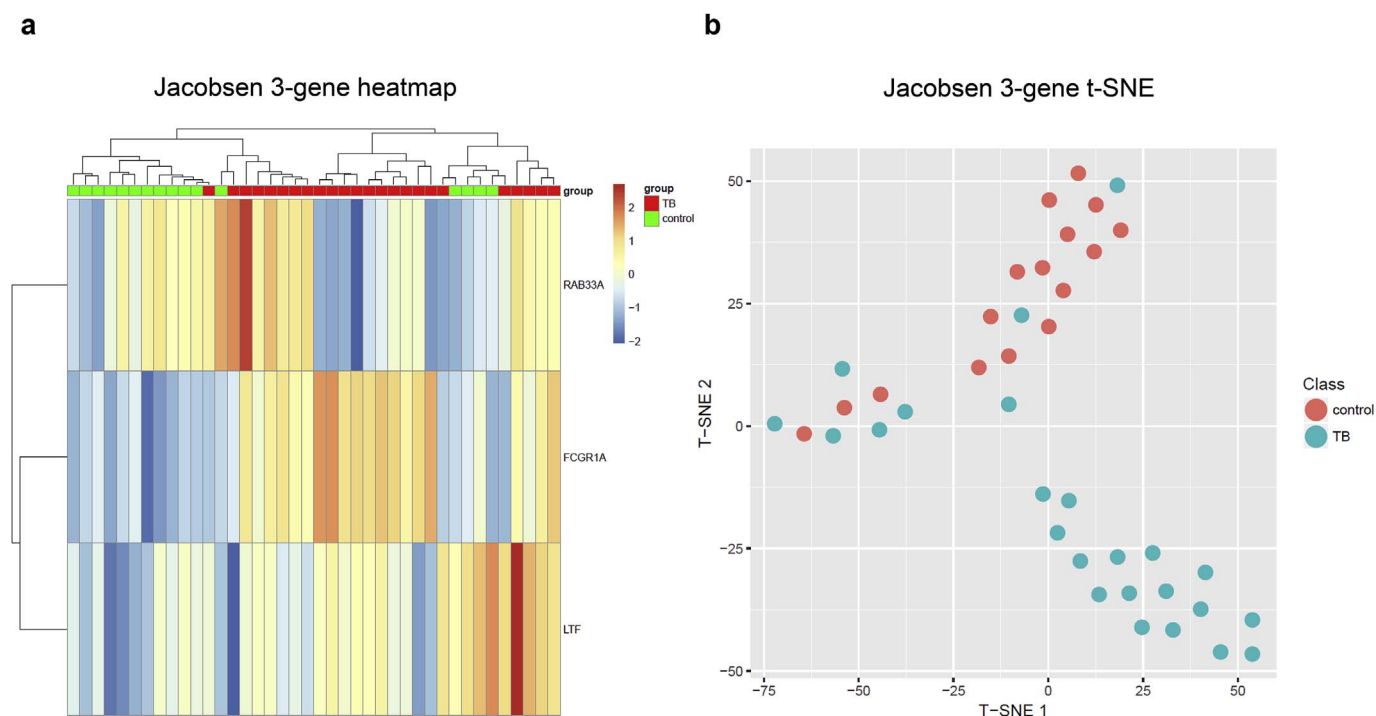 a
Jacobsen 3-gene heatmap
group
group
TB
control
2
1
0
−1
−2
RAB33A
FCGR1A
LTF
b
Jacobsen 3-gene t-SNE
50
25
0
−25
−50
T−SNE 2
−75
−50
−25
0
25
50
T−SNE 1
Class
control
TB